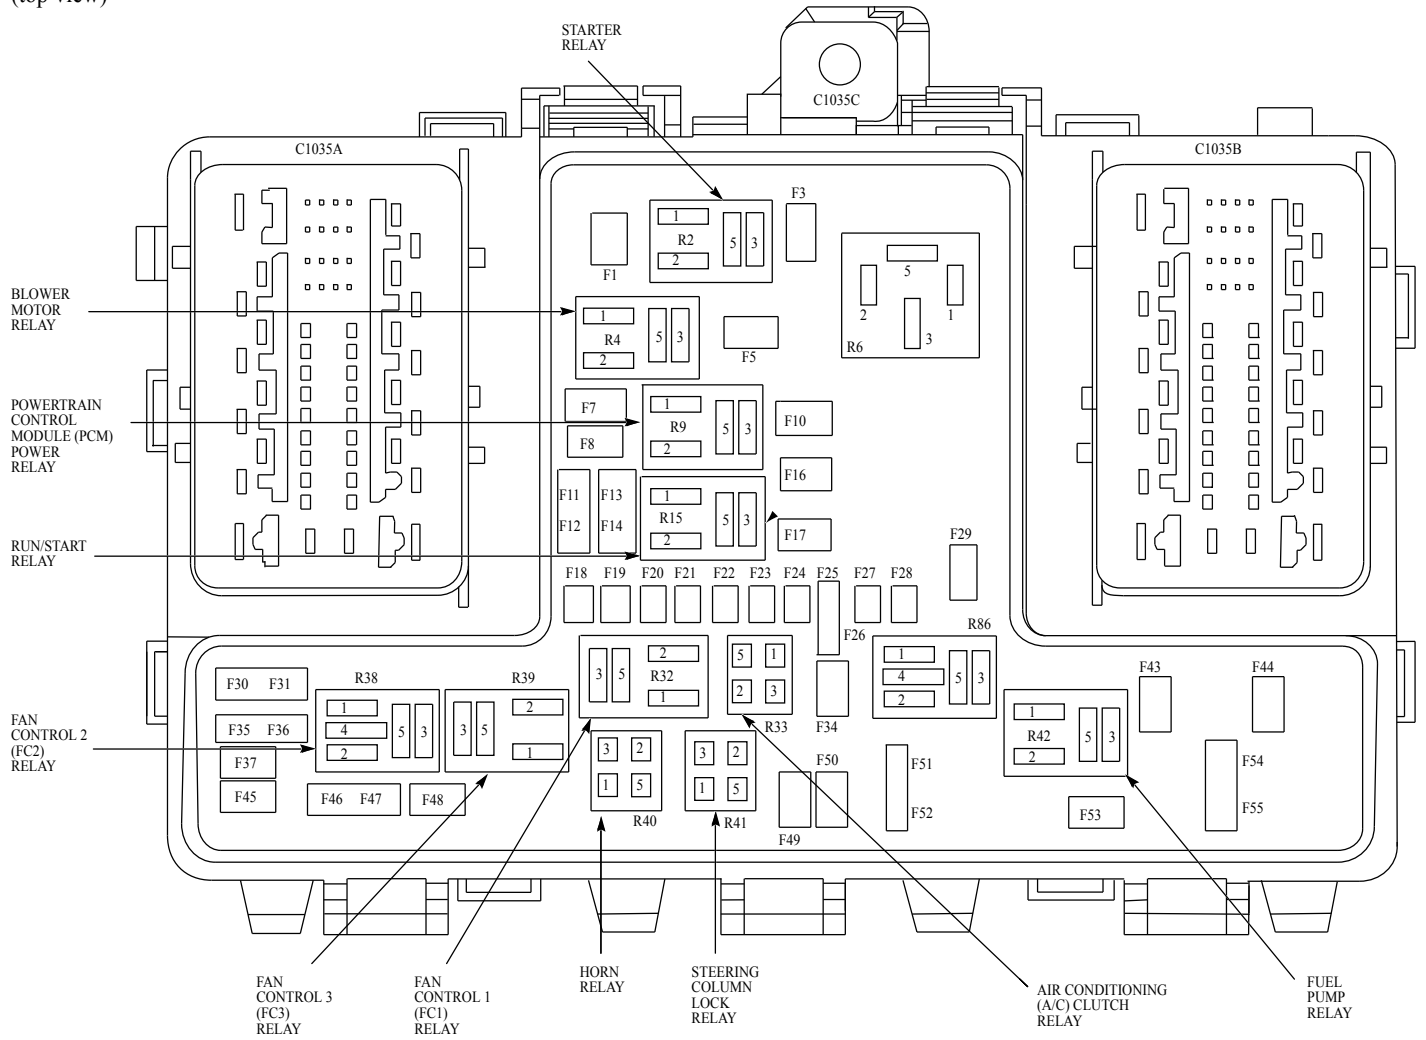 (top view)
STARTER
RELAY
C1035C
C1035A
C1035B
F3
1
R2
2
5
3
F1
5
2
1
3
R6
BLOWER
MOTOR
RELAY
1
R4
2
5
3
F5
POWERTRAIN
CONTROL
MODULE (PCM)
POWER
RELAY
F7
F8
1
R9
2
5
3
F10
F16
F11
F12
F13
F14
1
R15
2
5
3
F17
RUN/START
RELAY
F29
F18
F19
F20
F21
F22
F23
F24
F25
F27
F28
F26
R86
1
4
2
5
3
3
5
2
R32
1
5
1
2
3
R33
F34
F30
F31
F35
F36
F37
F45
R38
1
4
2
5
3
R39
3
5
2
1
F43
F44
1
R42
2
5
3
FAN
CONTROL 2
(FC2)
RELAY
F46
F47
F48
3
2
1
5
R40
3
2
1
5
R41
F50
F49
F51
F52
F53
F54
F55
FAN
CONTROL 3
(FC3)
RELAY
FAN
CONTROL 1
(FC1)
RELAY
HORN
RELAY
STEERING
COLUMN
LOCK
RELAY
AIR CONDITIONING
(A/C) CLUTCH
RELAY
FUEL
PUMP
RELAY